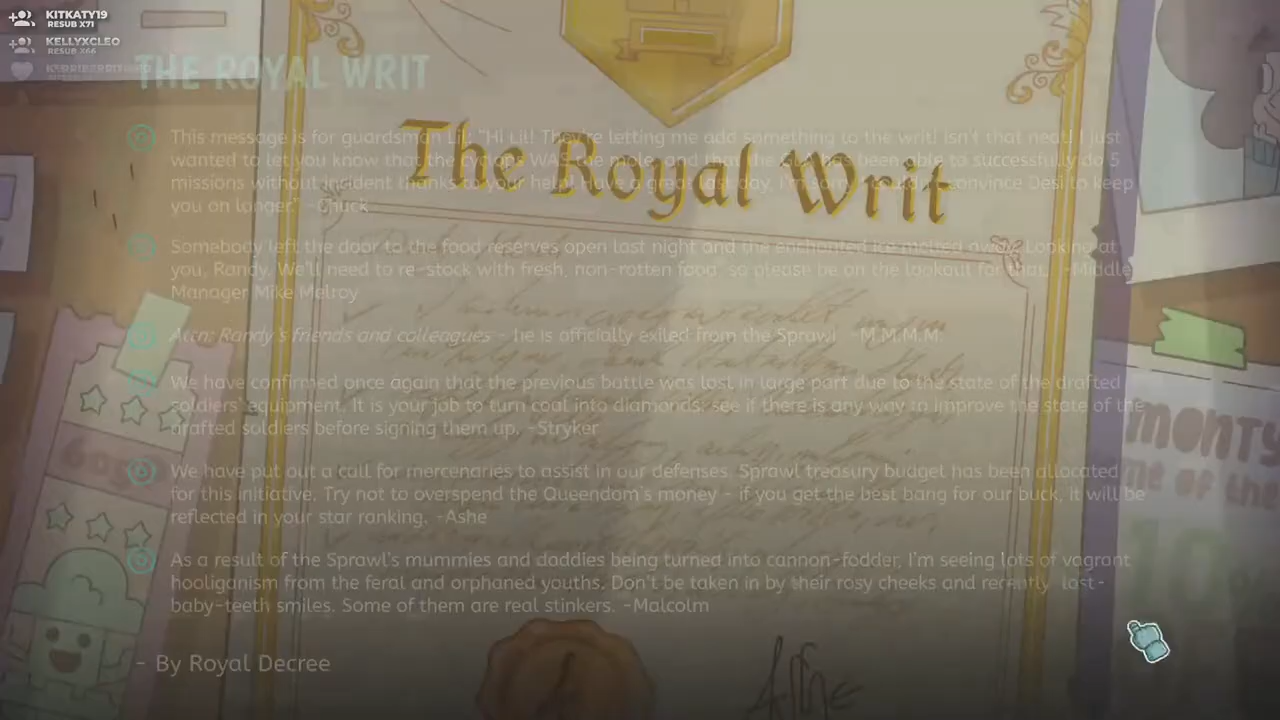 KITKATY19
RESUB X71
KELLYXCLEO
RESUB X66
THE ROYAL WRIT
The Royal Writ
This message is for guardsman Lil: "Hi Lil! They're letting me add something to the writ! Isn't that neat! I just
wanted to let you know that the been able to successfully do 5
missions without incident thanks to your help! Have a great last day, I'm sorry I couldn't convince Desi to keep
you on longer." -Chuck
Somebody left the door to the food reserves open last night and the enchanted ice melted away. Looking at
you, Randy. We'll need to re-stock with fresh, non-rotten food, so please be on the lookout for that. -Middle
Manager Mike Melroy
Attn: Randy's friends and colleagues - he is officially exiled from the Sprawl. -M.M.M.M.
We have confirmed once again that the previous battle was lost in large part due to the state of the drafted
soldiers' equipment. It is your job to turn coal into diamonds; see if there is any way to improve the state of the
drafted soldiers before signing them up. -Stryker
We have put out a call for mercenaries to assist in our defenses. Sprawl treasury budget has been allocated
for this initiative. Try not to overspend the Queendom's money - if you get the best bang for our buck, it will be
reflected in your star ranking. -Ashe
As a result of the Sprawl's mummies and daddies being turned into cannon-fodder, I'm seeing lots of vagrant
hooliganism from the feral and orphaned youths. Don't be taken in by their rosy cheeks and recently-last-
baby-teeth smiles. Some of them are real stinkers. -Malcolm
- By Royal Decree
Monty
of the
10